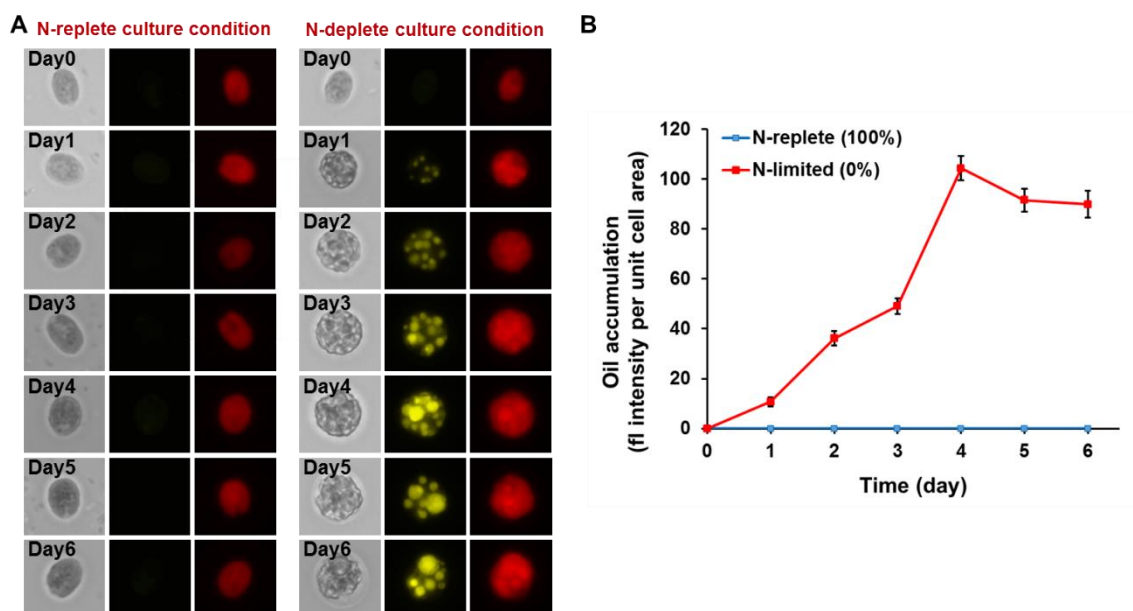 A
N-replete culture condition
N-deplete culture condition
Day0
Day0
Day1
Day1
Day2
Day2
Day3
Day3
Day4
Day4
Day5
Day5
Day6
Day6
B
N-replete (100%)
N-limited (0%)
Oil accumulation
(fl intensity per unit cell area)
120
100
80
60
40
20
0
0 1 2 3 4 5 6
Time (day)